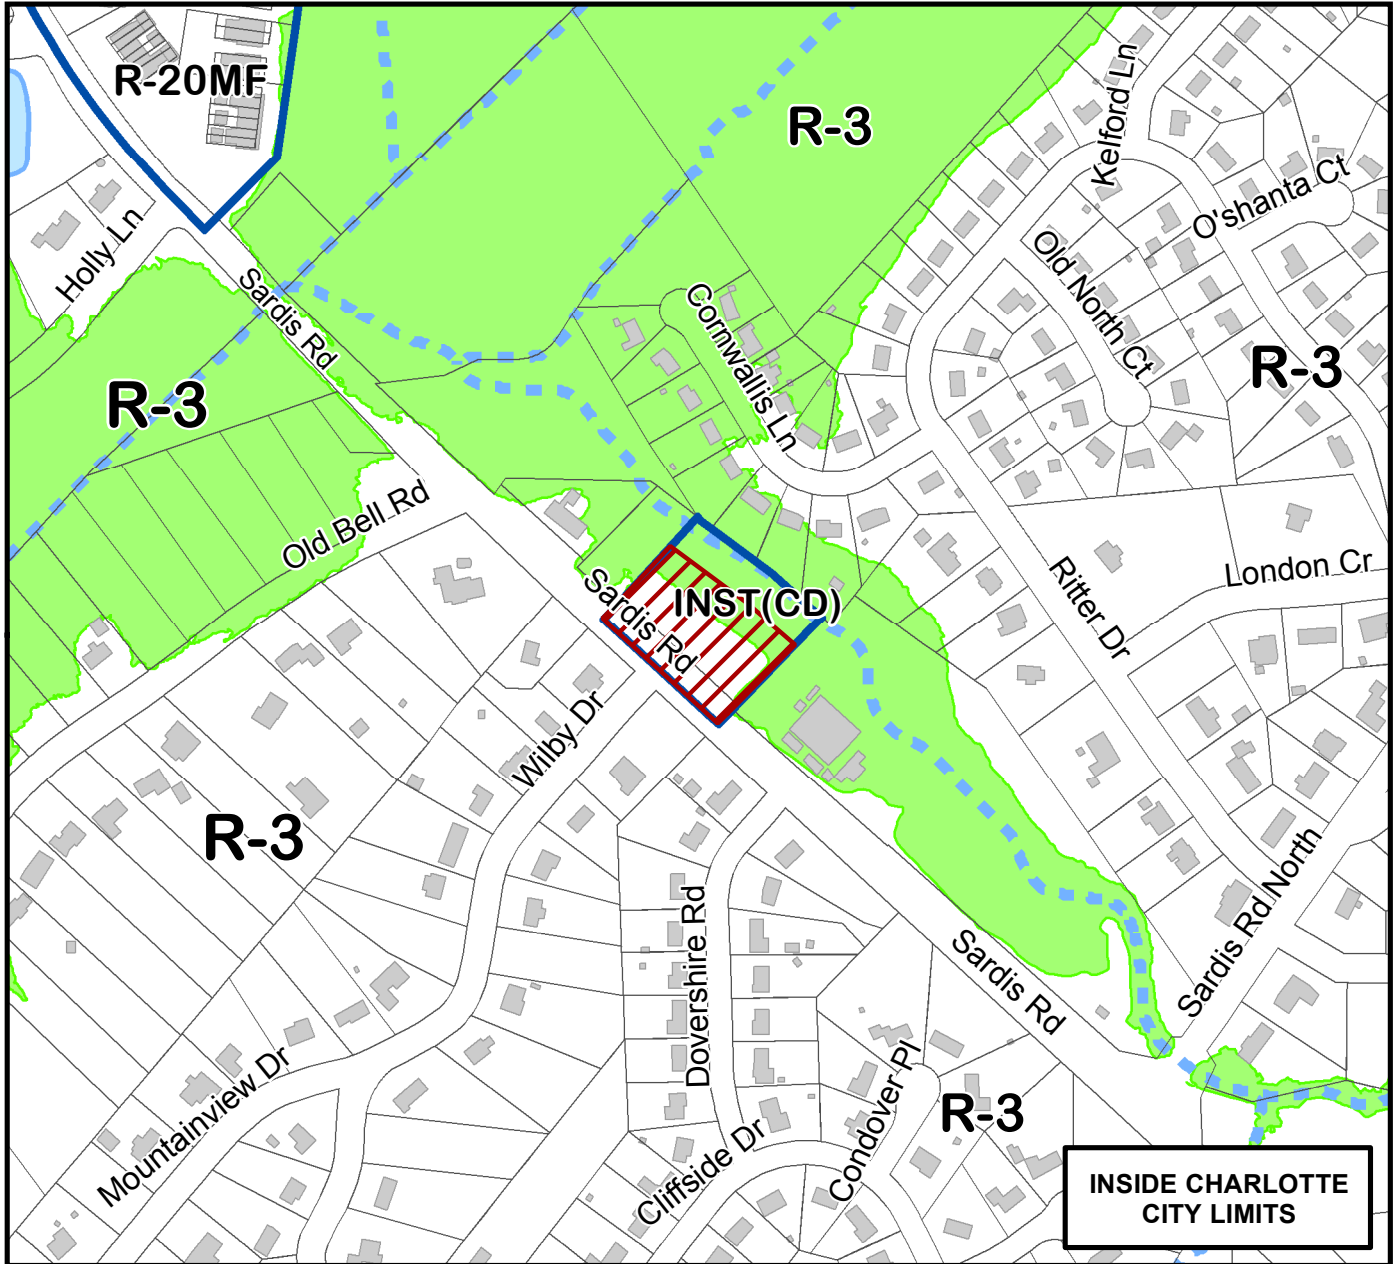 R-20MF
R-3
Kelford Ln
O'shanta Ct
Holly Ln
Old North Ct
Sardis Rd
Cornwallis Ln
R-3
R-3
Old Bell Rd
Sardis Rd
INST(CD)
Ritter Dr
London Cr
Wilby Dr
R-3
Doveshire Rd
Sardis Rd
Sardis Rd North
Mountainview Dr
Cliffside Dr
Condover Pl
R-3
INSIDE CHARLOTTE
CITY LIMITS